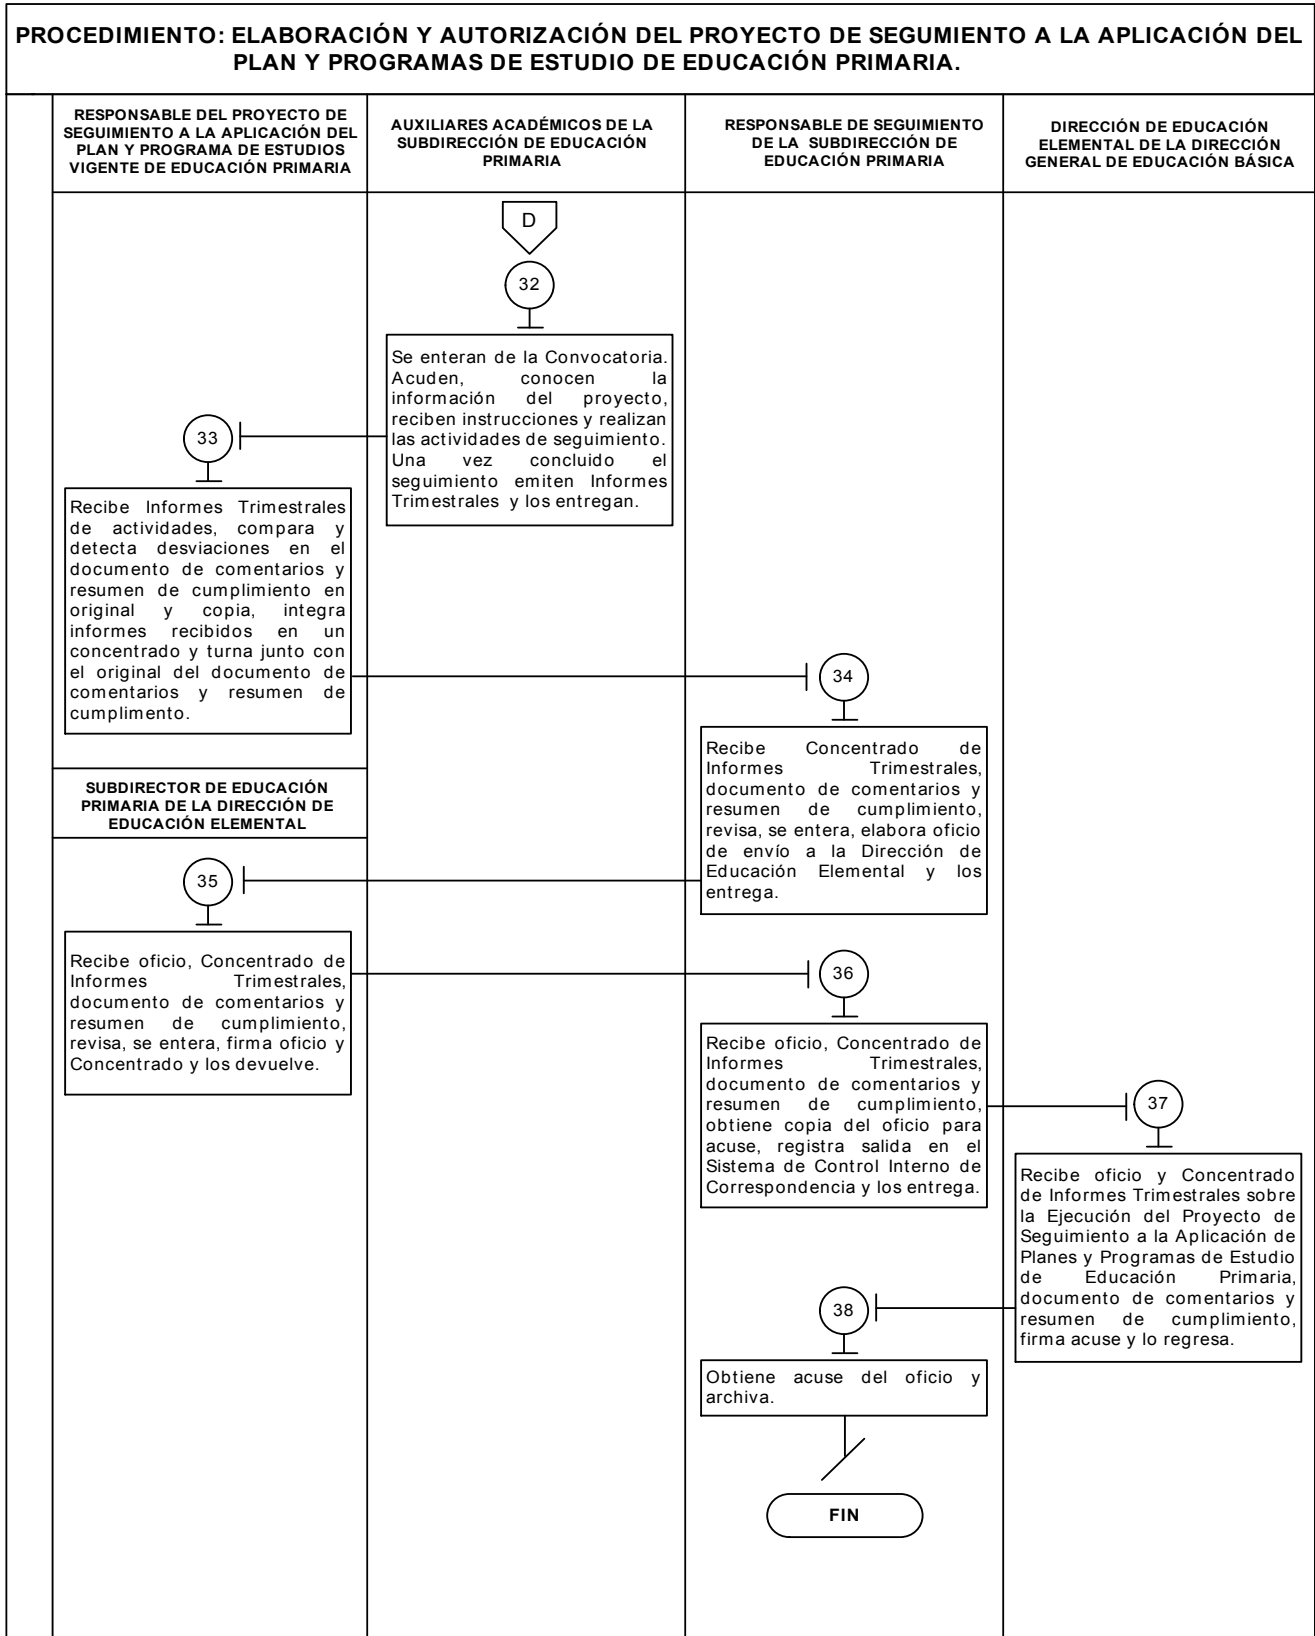 PROCEDIMIENTO: ELABORACIÓN Y AUTORIZACIÓN DEL PROYECTO DE SEGUMIENTO A LA APLICACIÓN DEL
PLAN Y PROGRAMAS DE ESTUDIO DE EDUCACIÓN PRIMARIA.
RESPONSABLE DEL PROYECTO DE
SEGUIMIENTO A LA APLICACIÓN DEL
PLAN Y PROGRAMA DE ESTUDIOS
VIGENTE DE EDUCACIÓN PRIMARIA
AUXILIARES ACADÉMICOS DE LA
SUBDIRECCIÓN DE EDUCACIÓN
PRIMARIA
RESPONSABLE DE SEGUIMIENTO
DE LA SUBDIRECCIÓN DE
EDUCACIÓN PRIMARIA
DIRECCIÓN DE EDUCACIÓN
ELEMENTAL DE LA DIRECCIÓN
GENERAL DE EDUCACIÓN BÁSICA
D
32
Se enteran de la Convocatoria.
Acuden, conocen la
información del proyecto,
reciben instrucciones y realizan
las actividades de seguimiento.
Una vez concluido el
seguimiento emiten Informes
Trimestrales y los entregan.
33
Recibe Informes Trimestrales
de actividades, compara y
detecta desviaciones en el
documento de comentarios y
resumen de cumplimiento en
original y copia, integra
informes recibidos en un
concentrado y turna junto con
el original del documento de
comentarios y resumen de
cumplimento.
34
Recibe Concentrado de
Informes Trimestrales,
documento de comentarios y
resumen de cumplimiento,
revisa, se entera, elabora oficio
de envío a la Dirección de
Educación Elemental y los
entrega.
SUBDIRECTOR DE EDUCACIÓN
PRIMARIA DE LA DIRECCIÓN DE
EDUCACIÓN ELEMENTAL
35
Recibe oficio, Concentrado de
Informes Trimestrales,
documento de comentarios y
resumen de cumplimiento,
revisa, se entera, firma oficio y
Concentrado y los devuelve.
36
Recibe oficio, Concentrado de
Informes Trimestrales,
documento de comentarios y
resumen de cumplimiento,
obtiene copia del oficio para
acuse, registra salida en el
Sistema de Control Interno de
Correspondencia y los entrega.
37
Recibe oficio y Concentrado
de Informes Trimestrales sobre
la Ejecución del Proyecto de
Seguimiento a la Aplicación de
Planes y Programas de Estudio
de Educación Primaria,
documento de comentarios y
resumen de cumplimiento,
firma acuse y lo regresa.
38
Obtiene acuse del oficio y
archiva.
FIN